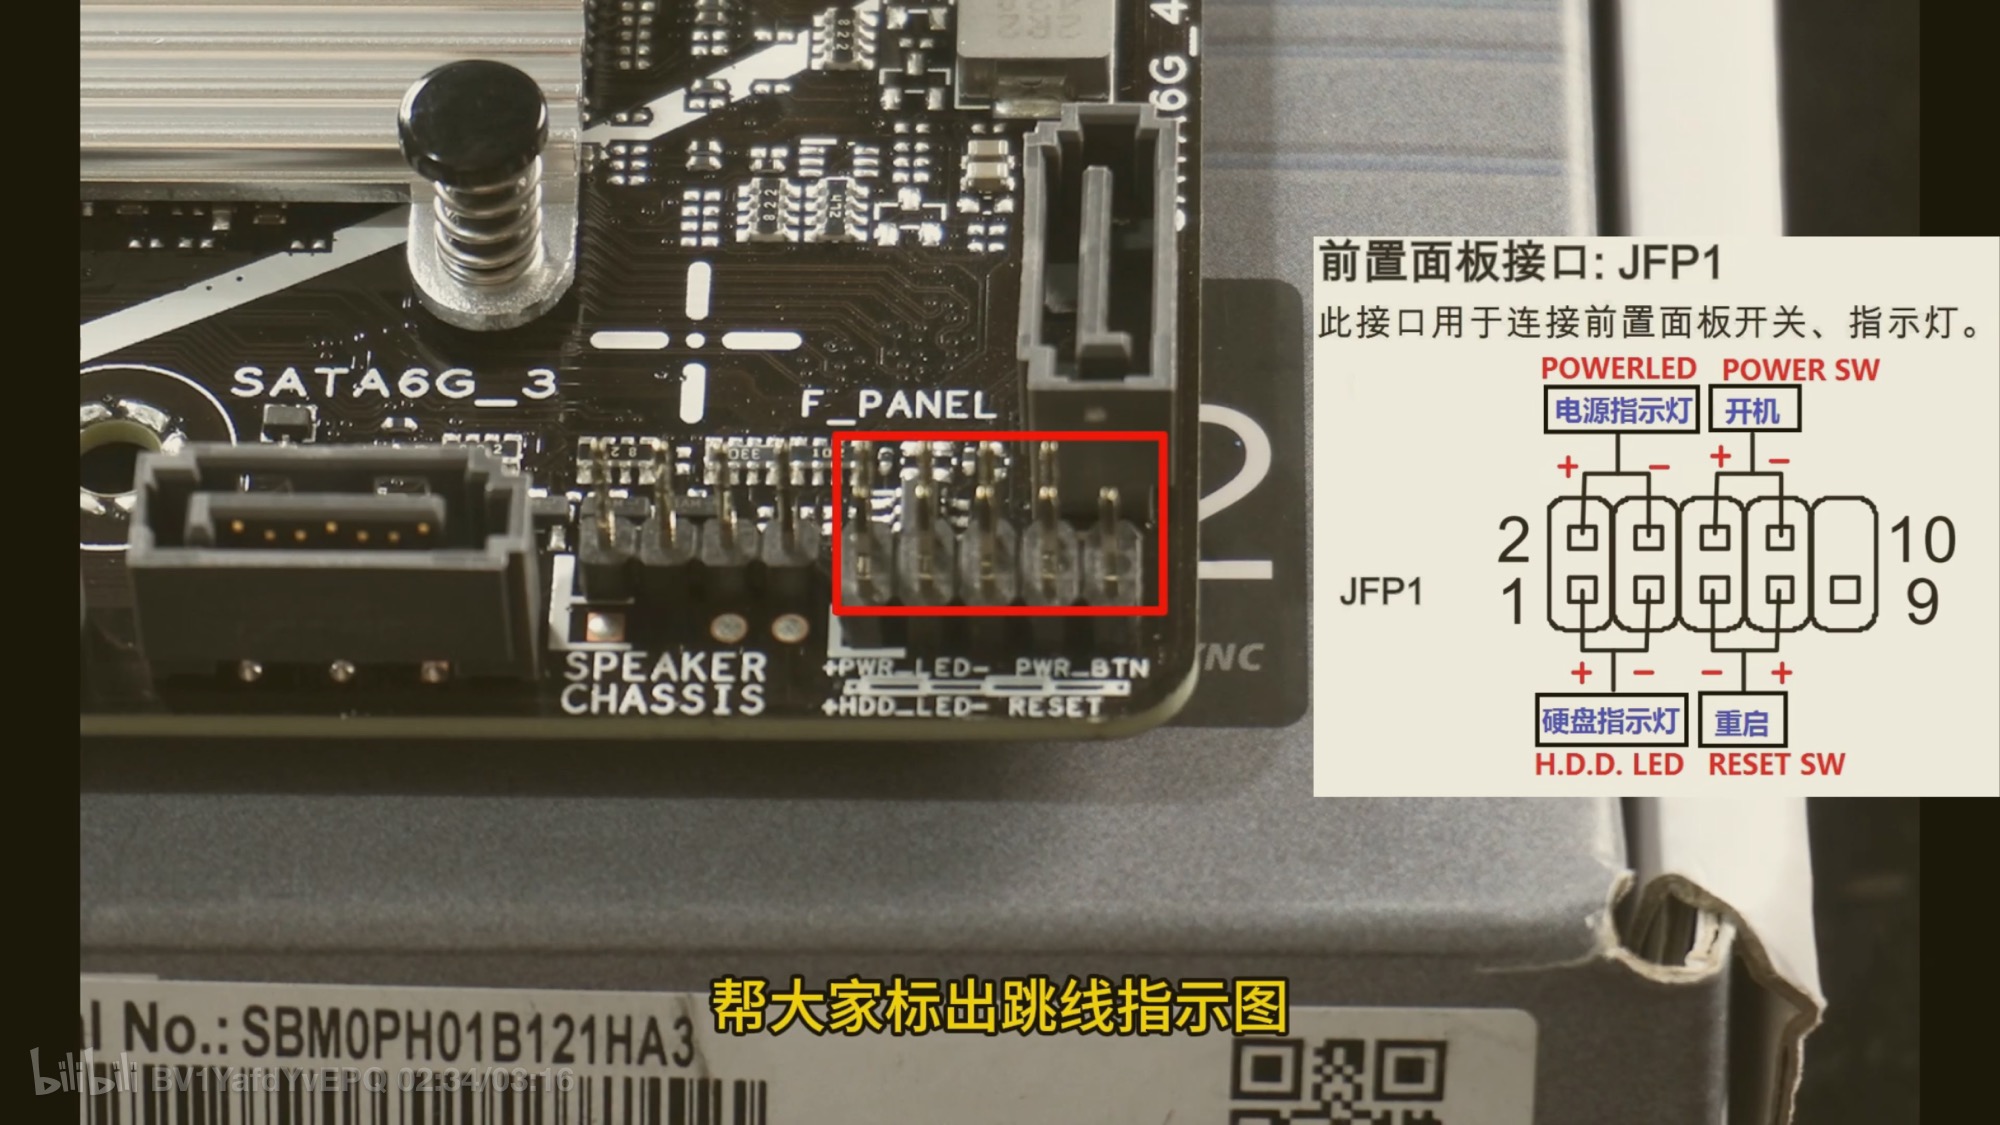 SATA6G_4
SATA6G_3
F_PANEL
SPEAKER
CHASSIS
+PWR_LED- PWR_BTN
+HDD_LED- RESET
2
NC
前置面板接口: JFP1
此接口用于连接前置面板开关、指示灯。
POWERLED POWER SW
电源指示灯 开机
+ - + -
2 10
JFP1
1 9
+ - - +
硬盘指示灯 重启
H.D.D. LED RESET SW
帮大家标出跳线指示图
l No.: SBM0PH01B121HA3
bilibili BV1YafdYvEPQ 02:34/03:16